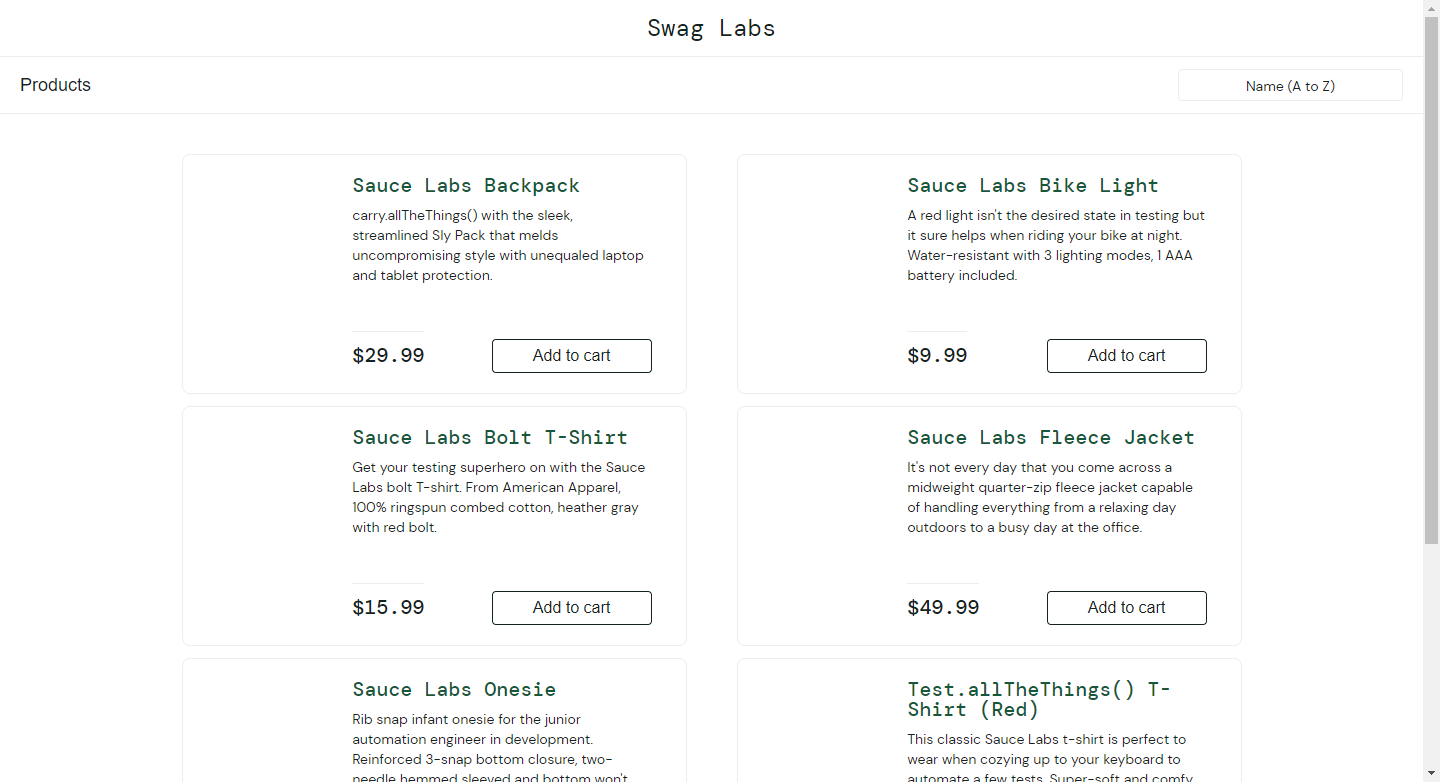 Swag Labs
Products
Name (A to Z)
Sauce Labs Backpack
carry.allTheThings() with the sleek,
streamlined Sly Pack that melds
uncompromising style with unequaled laptop
and tablet protection.
$29.99
Add to cart
Sauce Labs Bike Light
A red light isn't the desired state in testing but
it sure helps when riding your bike at night.
Water-resistant with 3 lighting modes, 1 AAA
battery included.
$9.99
Add to cart
Sauce Labs Bolt T-Shirt
Get your testing superhero on with the Sauce
Labs bolt T-shirt. From American Apparel,
100% ringspun combed cotton, heather gray
with red bolt.
$15.99
Add to cart
Sauce Labs Fleece Jacket
It's not every day that you come across a
midweight quarter-zip fleece jacket capable
of handling everything from a relaxing day
outdoors to a busy day at the office.
$49.99
Add to cart
Sauce Labs Onesie
Rib snap infant onesie for the junior
automation engineer in development.
Reinforced 3-snap bottom closure, two-
needle hemmed sleeved and bottom won't
Test.allTheThings() T-
Shirt (Red)
This classic Sauce Labs t-shirt is perfect to
wear when cozying up to your keyboard to
automate a few tests. Super-soft and comfy